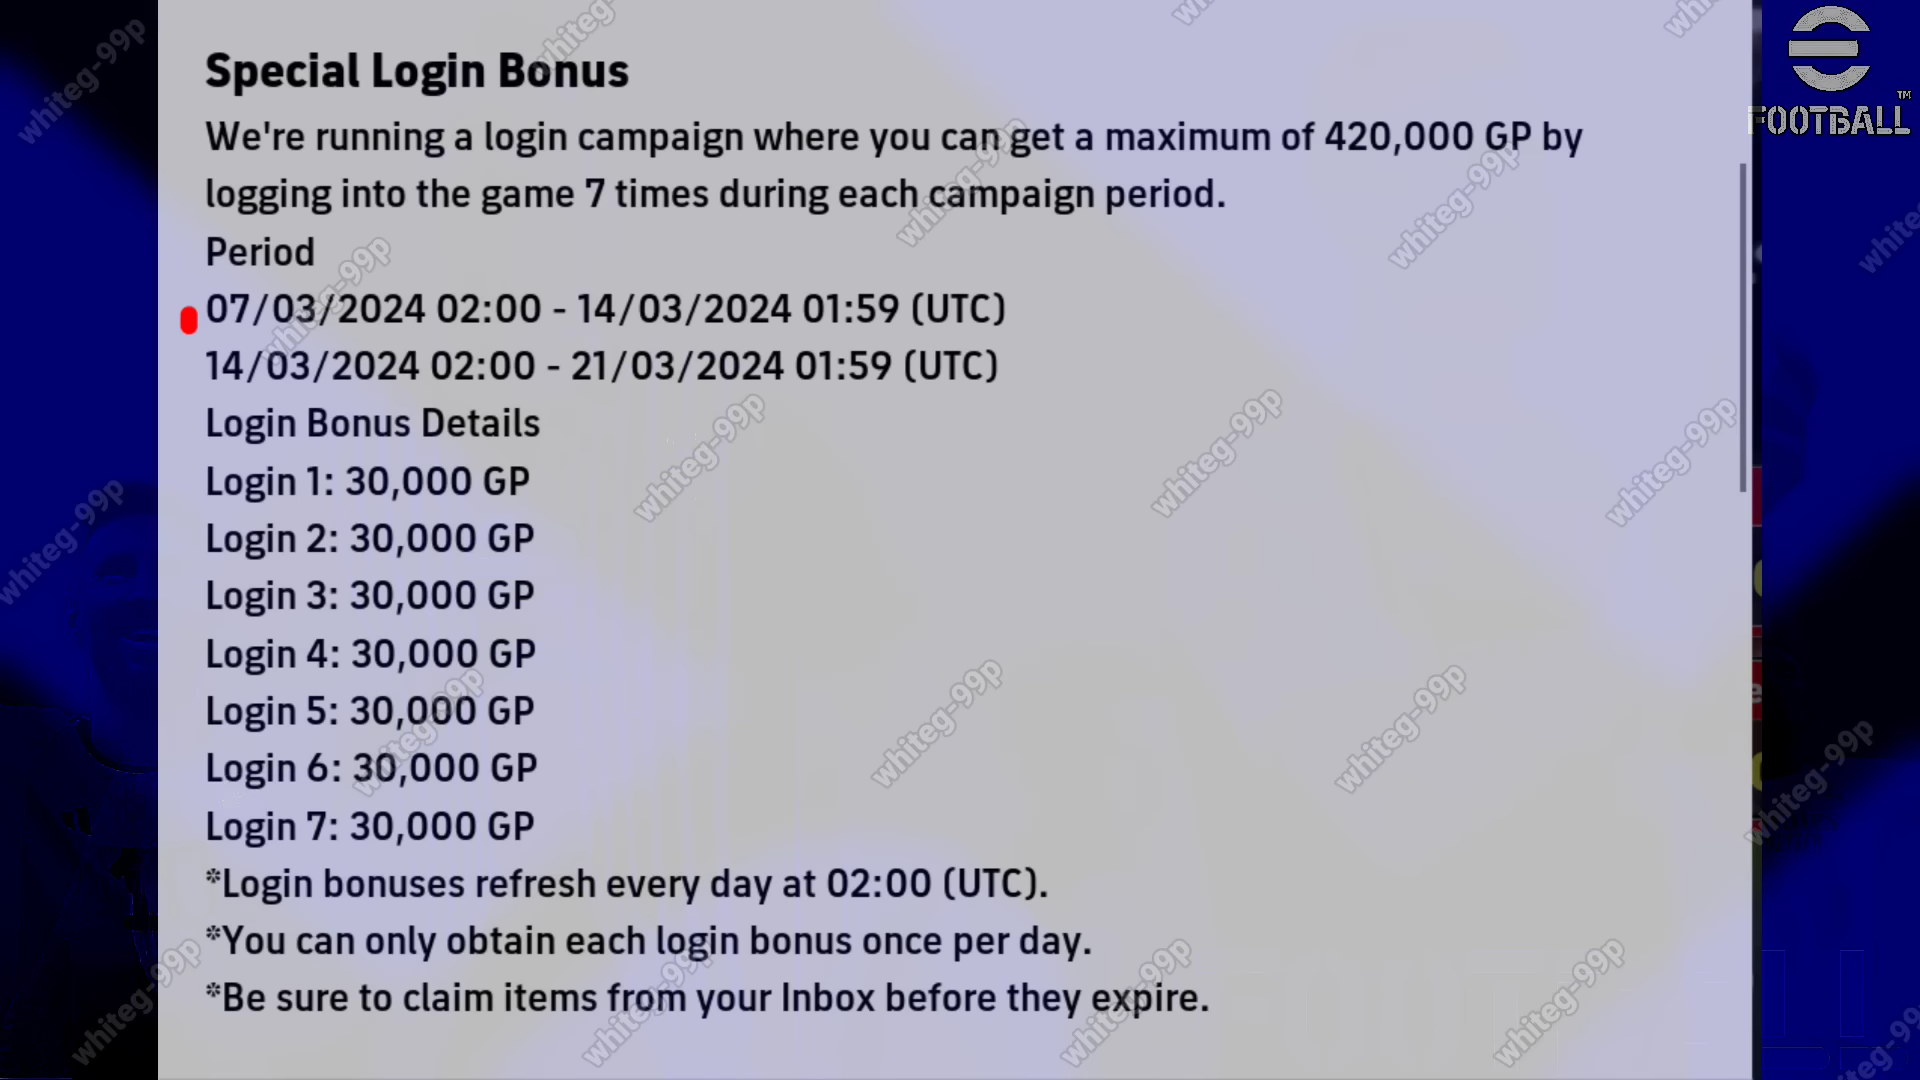 Special Login Bonus
We're running a login campaign where you can get a maximum of 420,000 GP by
logging into the game 7 times during each campaign period.
Period
07/03/2024 02:00 - 14/03/2024 01:59 (UTC)
14/03/2024 02:00 - 21/03/2024 01:59 (UTC)
Login Bonus Details
Login 1: 30,000 GP
Login 2: 30,000 GP
Login 3: 30,000 GP
Login 4: 30,000 GP
Login 5: 30,000 GP
Login 6: 30,000 GP
Login 7: 30,000 GP
*Login bonuses refresh every day at 02:00 (UTC).
*You can only obtain each login bonus once per day.
*Be sure to claim items from your Inbox before they expire.
FOOTBALL™
whiteg-99p